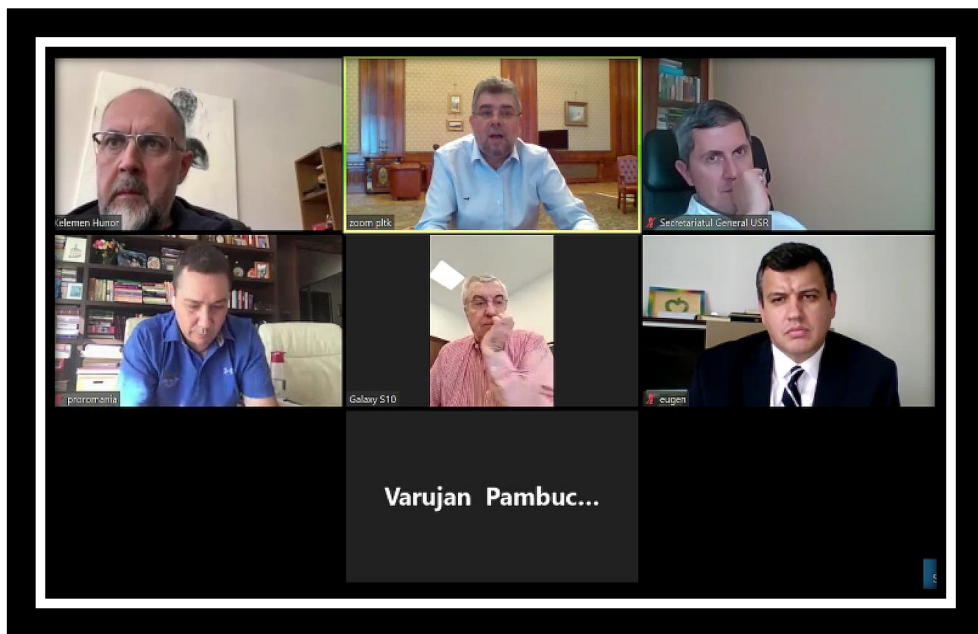 Kelemen Hunor
zoom pltk
Secretariatul General USR
proromania
Galaxy S10
eugen
Varujan Pambuc...
S